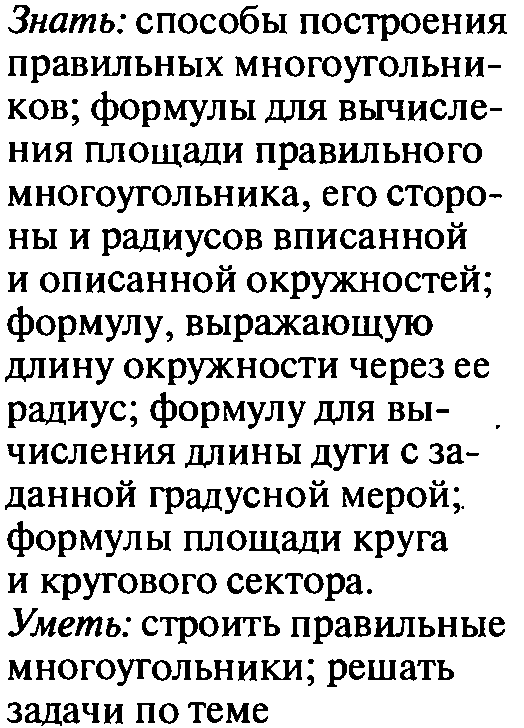 Знать: способы построения
правильных многоугольни-
ков; формулы для вычисле-
ния площади правильного
многоугольника, его сторо-
ны и радиусов вписанной
и описанной окружностей;
формулу, выражающую
длину окружности через ее
радиус; формулу для вы-
числения длины дуги с за-
данной градусной мерой;
формулы площади круга
и кругового сектора.
Уметь: строить правильные
многоугольники; решать
задачи по теме